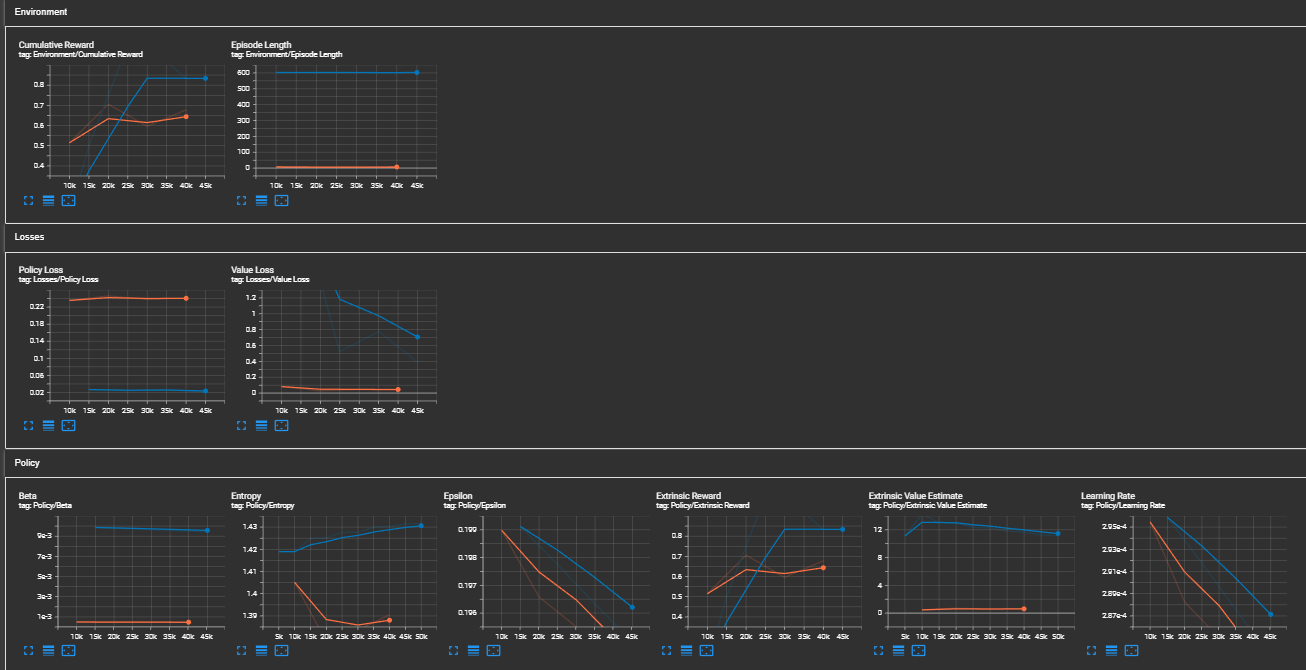 Environment
Cumulative Reward
tag: Environment/Cumulative Reward
0.8
0.7
0.6
0.5
0.4
10k 15k 20k 25k 30k 35k 40k 45k
Episode Length
tag: Environment/Episode Length
600
500
400
300
200
100
0
10k 15k 20k 25k 30k 35k 40k 45k
Losses
Policy Loss
tag: Losses/Policy Loss
0.22
0.18
0.14
0.1
0.06
0.02
10k 15k 20k 25k 30k 35k 40k 45k
Value Loss
tag: Losses/Value Loss
1.2
1
0.8
0.6
0.4
0.2
0
10k 15k 20k 25k 30k 35k 40k 45k
Policy
Beta
tag: Policy/Beta
9e-3
7e-3
5e-3
3e-3
1e-3
10k 15k 20k 25k 30k 35k 40k 45k
Entropy
tag: Policy/Entropy
1.43
1.42
1.41
1.4
1.39
5k 10k 15k 20k 25k 30k 35k 40k 45k 50k
Epsilon
tag: Policy/Epsilon
0.199
0.198
0.197
0.196
10k 15k 20k 25k 30k 35k 40k 45k
Extrinsic Reward
tag: Policy/Extrinsic Reward
0.8
0.7
0.6
0.5
0.4
10k 15k 20k 25k 30k 35k 40k 45k
Extrinsic Value Estimate
tag: Policy/Extrinsic Value Estimate
12
8
4
0
5k 10k 15k 20k 25k 30k 35k 40k 45k 50k
Learning Rate
tag: Policy/Learning Rate
2.95e-4
2.93e-4
2.91e-4
2.89e-4
2.87e-4
10k 15k 20k 25k 30k 35k 40k 45k